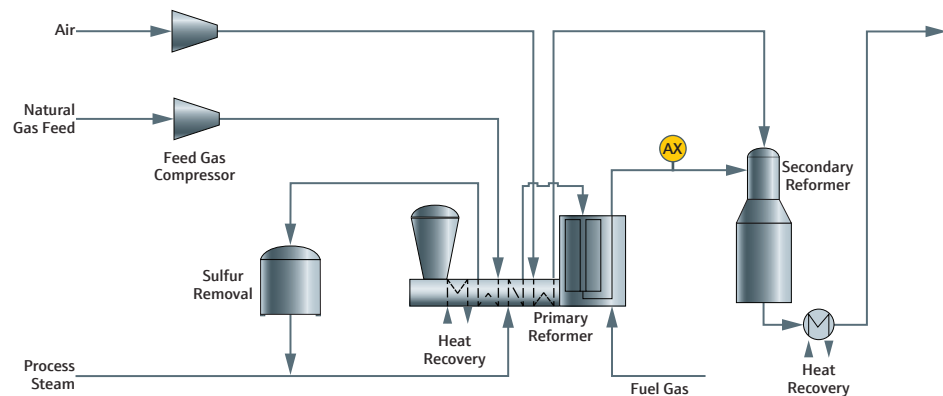 Air
Natural
Gas Feed
Feed Gas
Compressor
AX
Secondary
Reformer
Sulfur
Removal
Primary
Reformer
Heat
Recovery
Process
Steam
Fuel Gas
Heat
Recovery